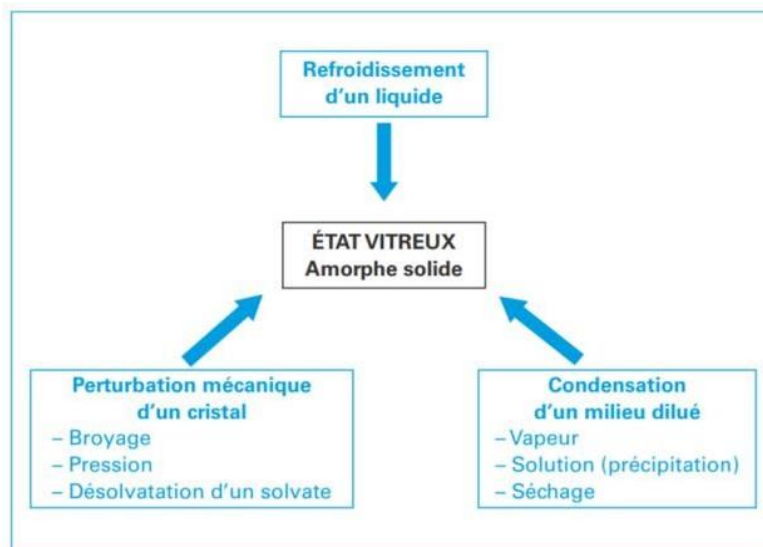 Refroidissement
d'un liquide
ÉTAT VITREUX
Amorphe solide
Perturbation mécanique
d'un cristal
– Broyage
– Pression
– Désolvatation d'un solvate
Condensation
d'un milieu dilué
– Vapeur
– Solution (précipitation)
– Séchage